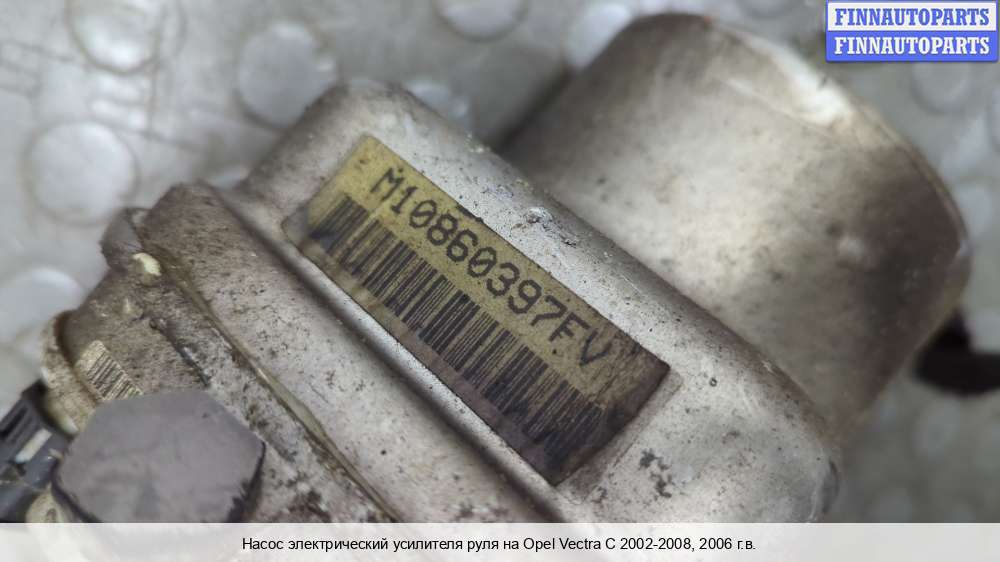 FINNAUTOPARTS
FINNAUTOPARTS
M10860397FV
Насос электрический усилителя руля на Opel Vectra C 2002-2008, 2006 г.в.